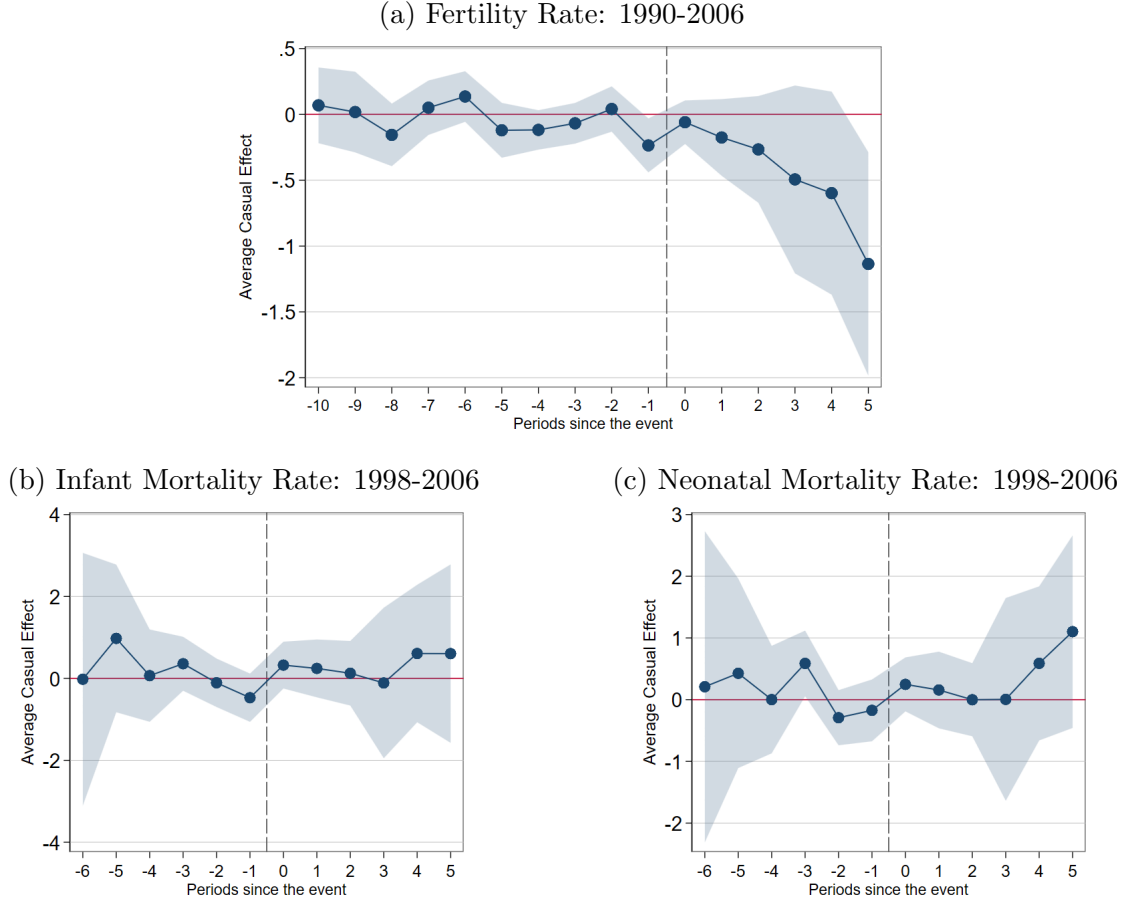 (a) Fertility Rate: 1990-2006
Average Casual Effect
.5
0
-.5
-1
-1.5
-2
-10 -9 -8 -7 -6 -5 -4 -3 -2 -1 0 1 2 3 4 5
Periods since the event
(b) Infant Mortality Rate: 1998-2006
Average Casual Effect
4
2
0
-2
-4
-6 -5 -4 -3 -2 -1 0 1 2 3 4 5
Periods since the event
(c) Neonatal Mortality Rate: 1998-2006
Average Casual Effect
3
2
1
0
-1
-2
-6 -5 -4 -3 -2 -1 0 1 2 3 4 5
Periods since the event